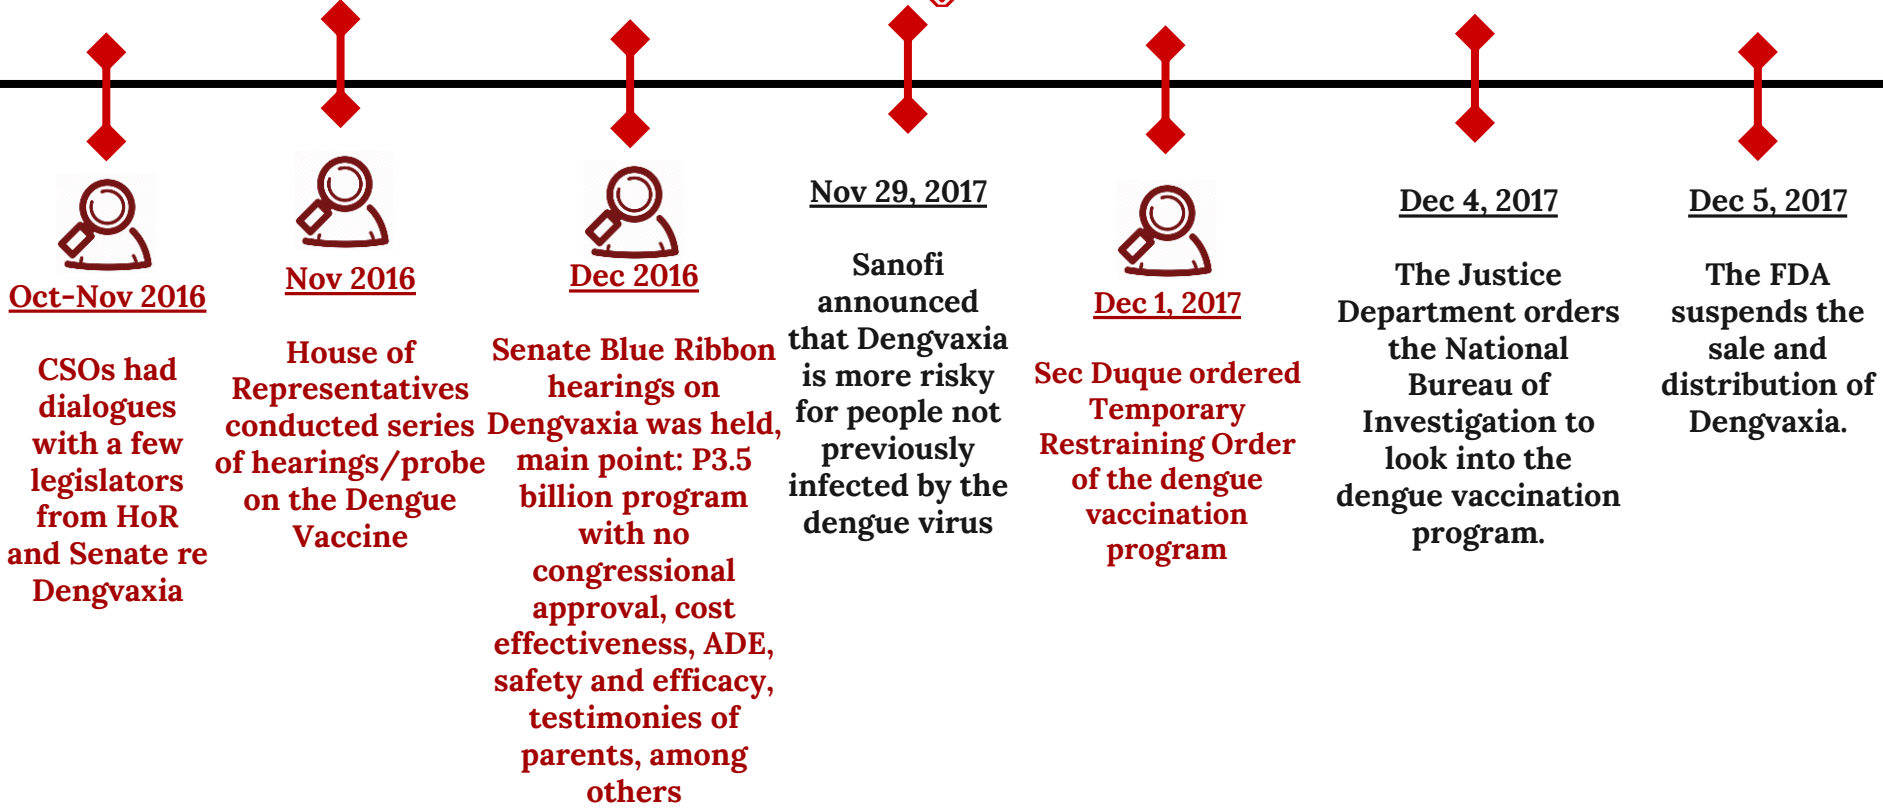 Oct-Nov 2016
CSOs had
dialogues
with a few
legislators
from HoR
and Senate re
Dengvaxia
Nov 2016
House of
Representatives
conducted series
of hearings/probe
on the Dengue
Vaccine
Dec 2016
Senate Blue Ribbon
hearings on
Dengvaxia was held,
main point: P3.5
billion program
with no
congressional
approval, cost
effectiveness, ADE,
safety and efficacy,
testimonies of
parents, among
others
Nov 29, 2017
Sanofi
announced
that Dengvaxia
is more risky
for people not
previously
infected by the
dengue virus
Dec 1, 2017
Sec Duque ordered
Temporary
Restraining Order
of the dengue
vaccination
program
Dec 4, 2017
The Justice
Department orders
the National
Bureau of
Investigation to
look into the
dengue vaccination
program.
Dec 5, 2017
The FDA
suspends the
sale and
distribution of
Dengvaxia.